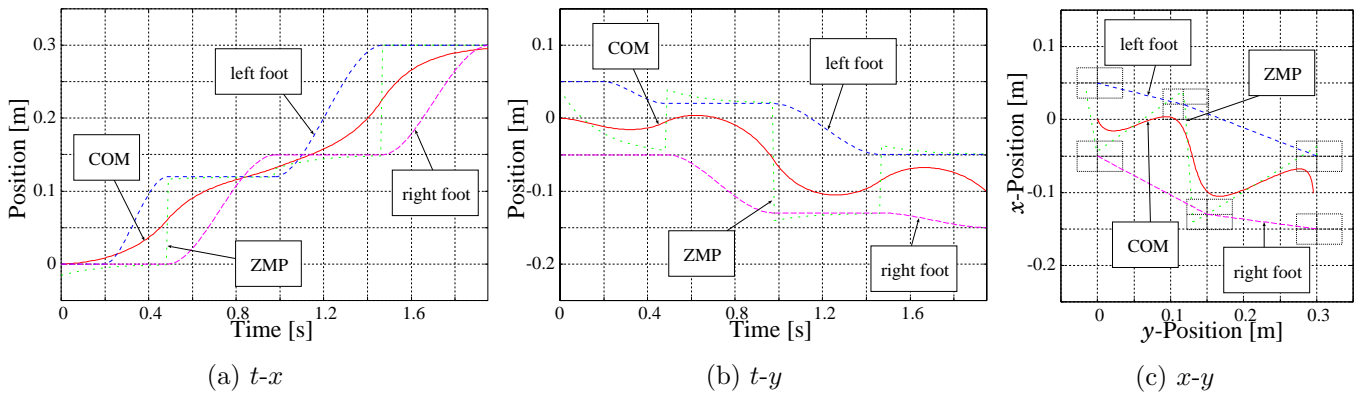 0.3
0.2
0.1
0
Position [m]
0
0.4
0.8
1.2
1.6
Time [s]
COM
left foot
right foot
ZMP
(a) t-x
0.1
0
-0.1
-0.2
Position [m]
0
0.4
0.8
1.2
1.6
Time [s]
COM
left foot
ZMP
right foot
(b) t-y
0.1
0
-0.1
-0.2
x-Position [m]
0
0.1
0.2
0.3
y-Position [m]
left foot
ZMP
COM
right foot
(c) x-y